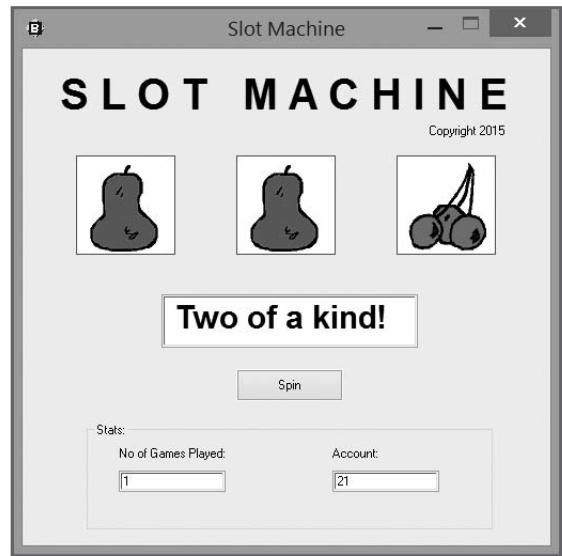 B Slot Machine
SLOT MACHINE
Copyright 2015
Two of a kind!
Spin
Stats:
No of Games Played: Account:
1 21